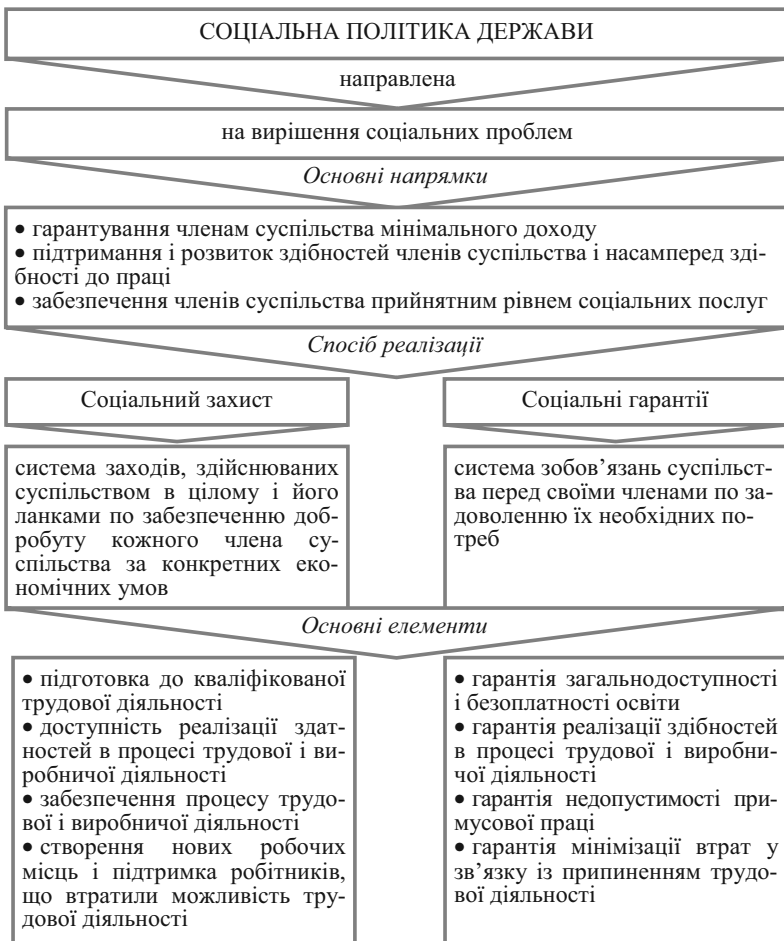 СОЦІАЛЬНА ПОЛІТИКА ДЕРЖАВИ
направлена
на вирішення соціальних проблем
Основні напрямки
• гарантування членам суспільства мінімального доходу
• підтримання і розвиток здібностей членів суспільства і насамперед зді-
бності до праці
• забезпечення членів суспільства прийнятним рівнем соціальних послуг
Спосіб реалізації
Соціальний захист
система заходів, здійснюваних
суспільством в цілому і його
ланками по забезпеченню доб-
робуту кожного члена су-
спільства за конкретних еко-
номічних умов
Соціальні гарантії
система зобов’язань суспільст-
ва перед своїми членами по за-
доволенню їх необхідних по-
треб
Основні елементи
• підготовка до кваліфікованої
трудової діяльності
• доступність реалізації здат-
ностей в процесі трудової і ви-
робничої діяльності
• забезпечення процесу трудо-
вої і виробничої діяльності
• створення нових робочих
місць і підтримка робітників,
що втратили можливість тру-
дової діяльності
• гарантія загальнодоступності
і безоплатності освіти
• гарантія реалізації здібностей
в процесі трудової і виробни-
чої діяльності
• гарантія недопустимості при-
мусової праці
• гарантія мінімізації втрат у
зв’язку із припиненням трудо-
вої діяльності